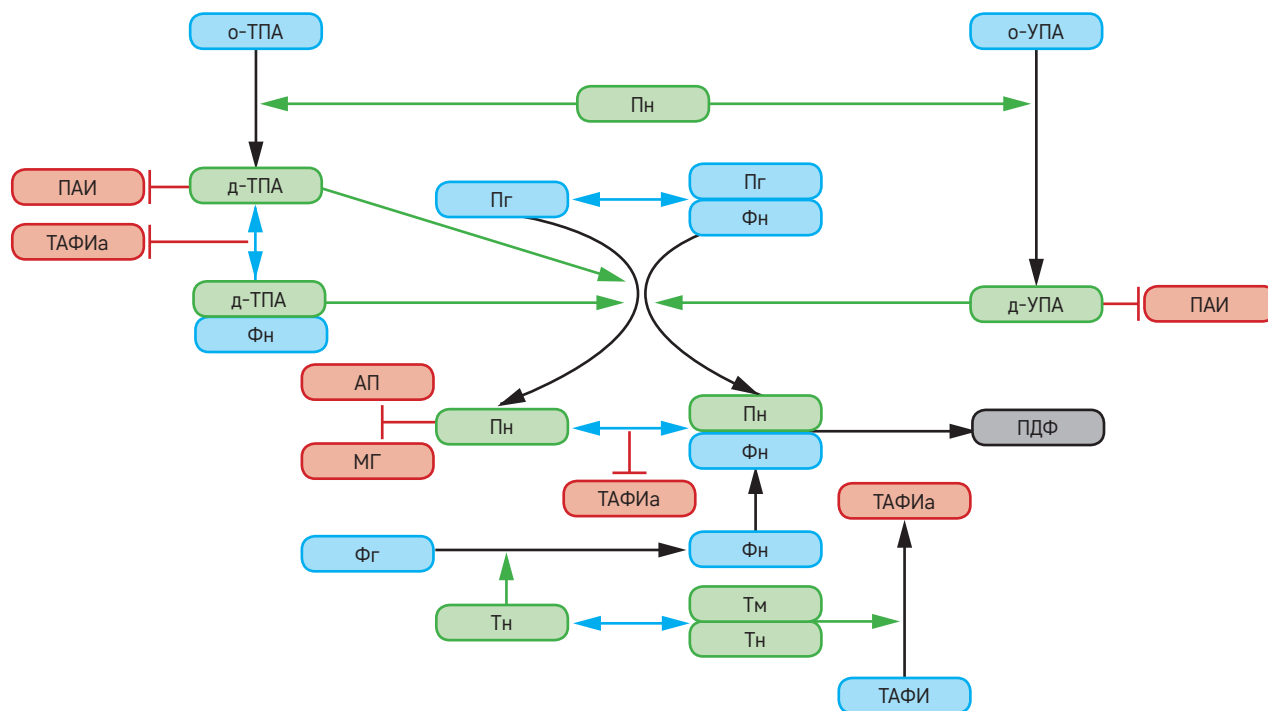 о-ТПА
о-УПА
Пн
ПАИ
д-ТПА
Пг
Пг
Фн
ТАФИа
д-ТПА
Фн
д-УПА
ПАИ
АП
Пн
МГ
Пн
Фн
ПДФ
ТАФИа
ТАФИа
Фг
Фн
Тн
Тм
Тн
ТАФИ